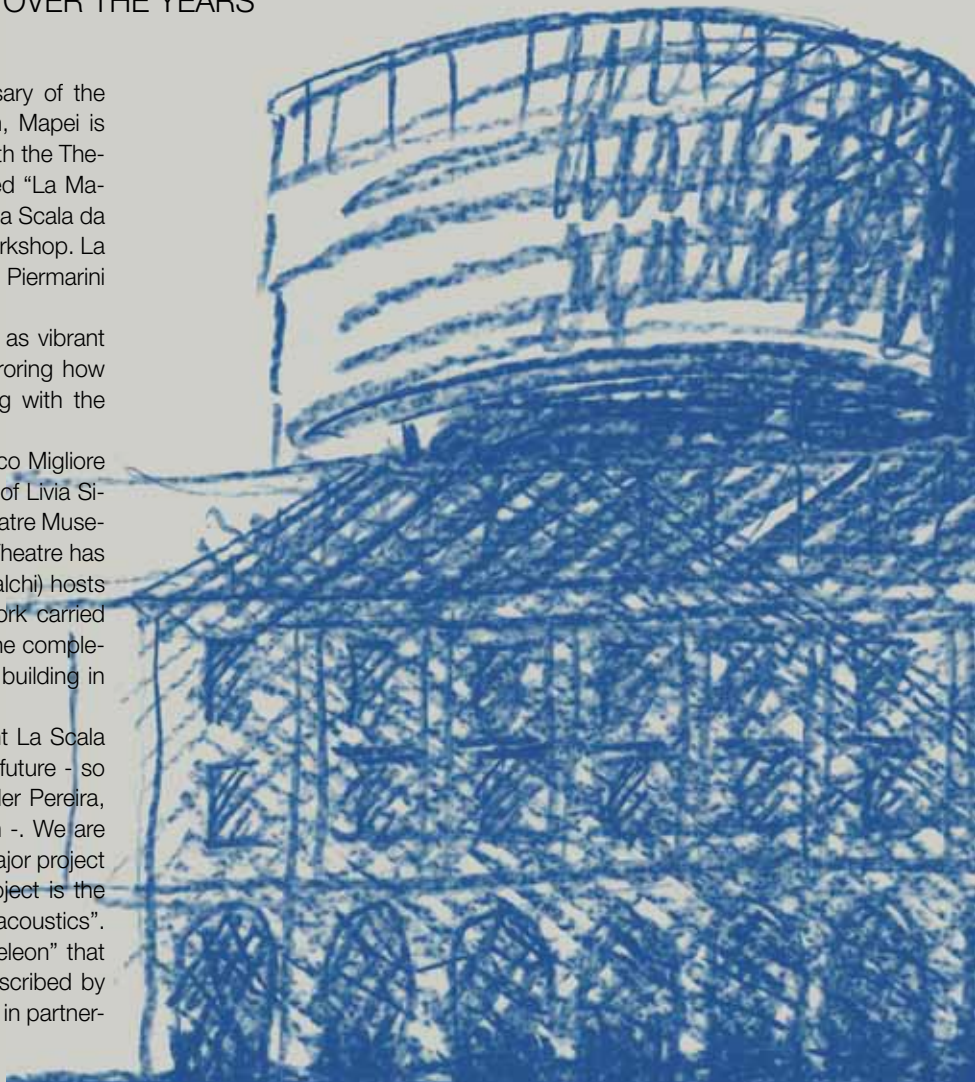 OVER THE YEARS
sary of the
, Mapei is
th the The-
ed “La Ma-
a Scala da
rkshop. La
Piermarini
as vibrant
roring how
g with the
co Migliore
of Livia Si-
atre Muse-
heatre has
alchi) hosts
ork carried
ne comple-
building in
t La Scala
future - so
ler Pereira,
-. We are
ajor project
ject is the
acoustics”.
eleon” that
scribed by
in partner-